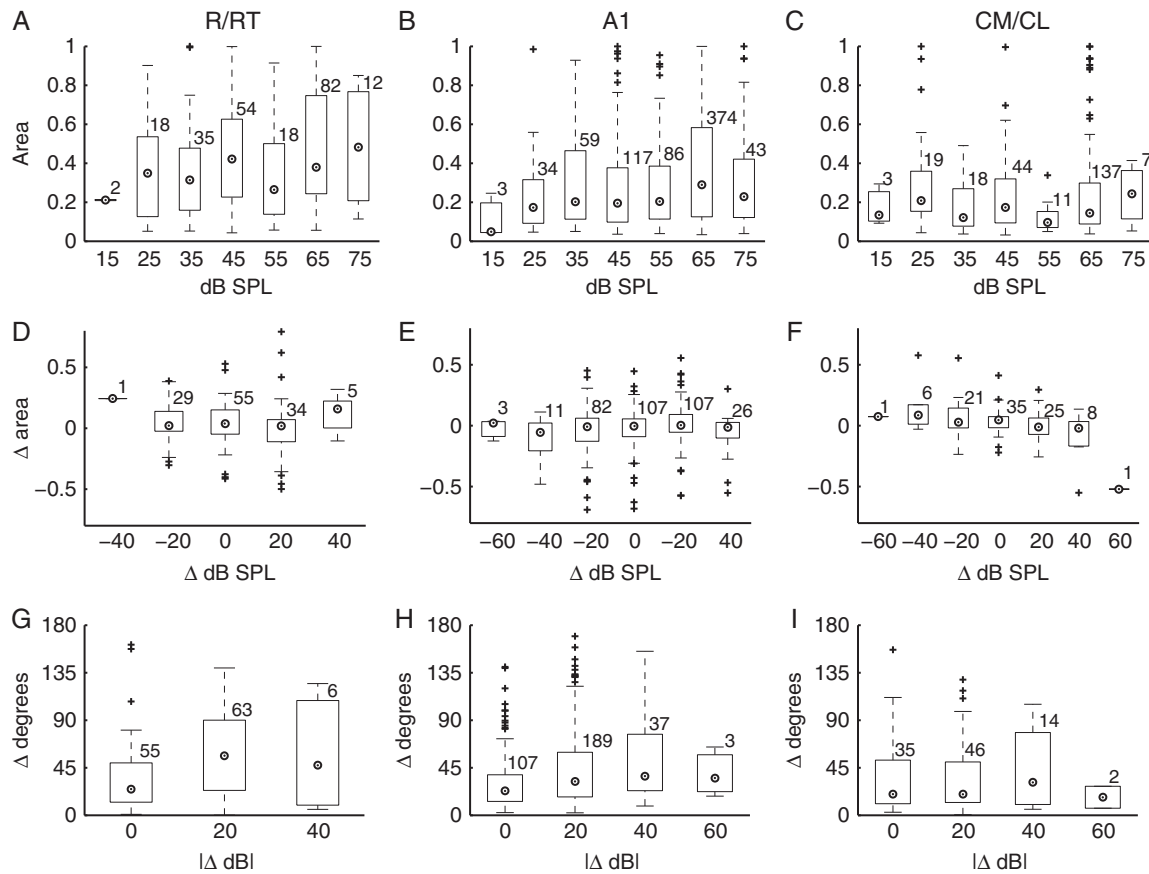 A R/RT B A1 C CM/CL
Area
1
0.8
0.6
0.4
0.2
0
2 18 35 54 18 82 12
15 25 35 45 55 65 75
dB SPL
1
0.8
0.6
0.4
0.2
0
3 34 59 117 86 374 43
15 25 35 45 55 65 75
dB SPL
1
0.8
0.6
0.4
0.2
0
3 19 18 44 11 137 7
15 25 35 45 55 65 75
dB SPL
D E F
Δ area
0.5
0
−0.5
1 29 55 34 5
−40 −20 0 20 40
Δ dB SPL
0.5
0
−0.5
3 11 82 107 107 26
−60 −40 −20 0 −20 40
Δ dB SPL
0.5
0
−0.5
1 6 21 35 25 8 1
−60 −40 −20 0 20 40 60
Δ dB SPL
G H I
Δ degrees
180
135
90
45
0
55 63 6
0 20 40
|Δ dB|
Δ degrees
180
135
90
45
0
107 189 37 3
0 20 40 60
|Δ dB|
Δ degrees
180
135
90
45
0
35 46 14 2
0 20 40 60
|Δ dB|